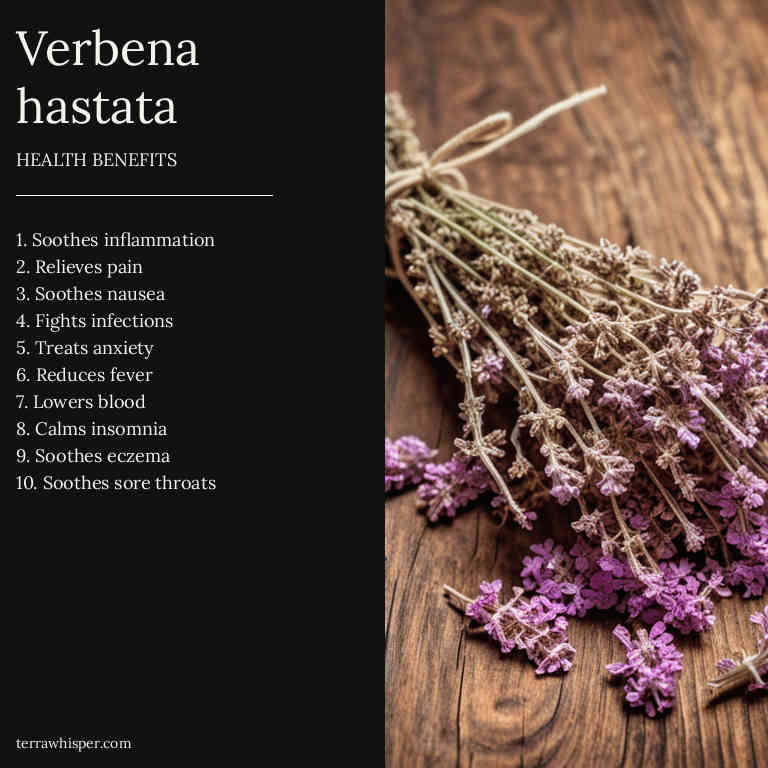 Verbena
hastata
HEALTH BENEFITS
1. Soothes inflammation
2. Relieves pain
3. Soothes nausea
4. Fights infections
5. Treats anxiety
6. Reduces fever
7. Lowers blood
8. Calms insomnia
9. Soothes eczema
10. Soothes sore throats
terrawhisper.com